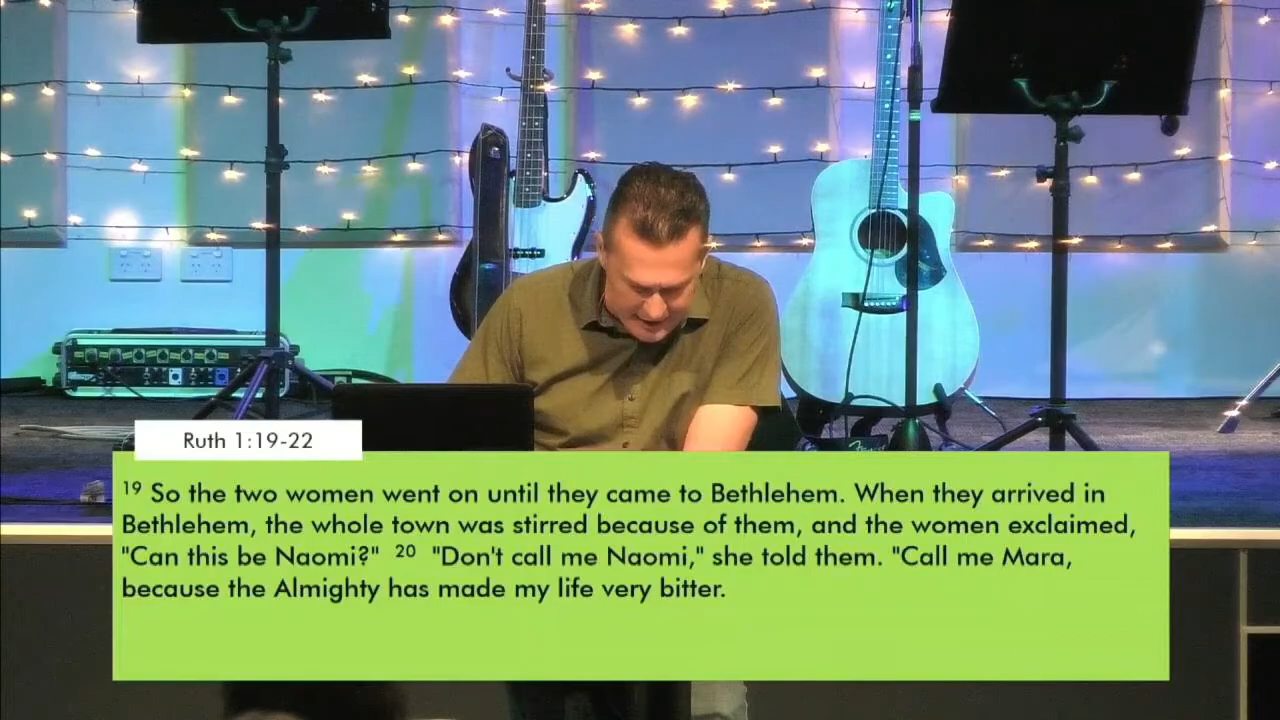 Ruth 1:19-22
19 So the two women went on until they came to Bethlehem. When they arrived in
Bethlehem, the whole town was stirred because of them, and the women exclaimed,
"Can this be Naomi?" 20 "Don't call me Naomi," she told them. "Call me Mara,
because the Almighty has made my life very bitter.
Fender